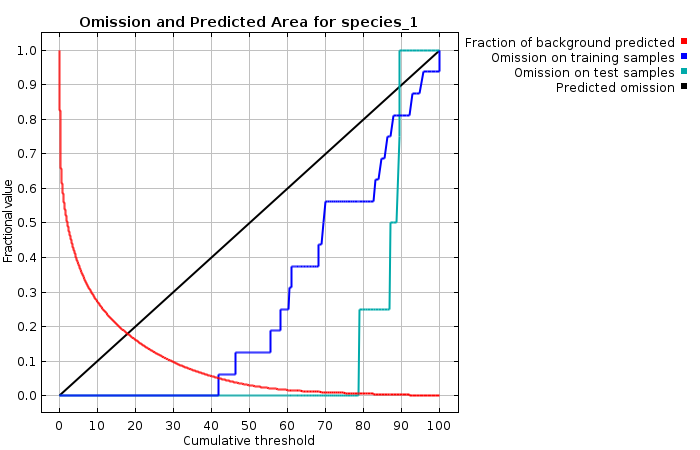 Omission and Predicted Area for species_1
Fraction of background predicted
Omission on training samples
Omission on test samples
Predicted omission
Fractional value
1.0
0.9
0.8
0.7
0.6
0.5
0.4
0.3
0.2
0.1
0.0
0 10 20 30 40 50 60 70 80 90 100
Cumulative threshold